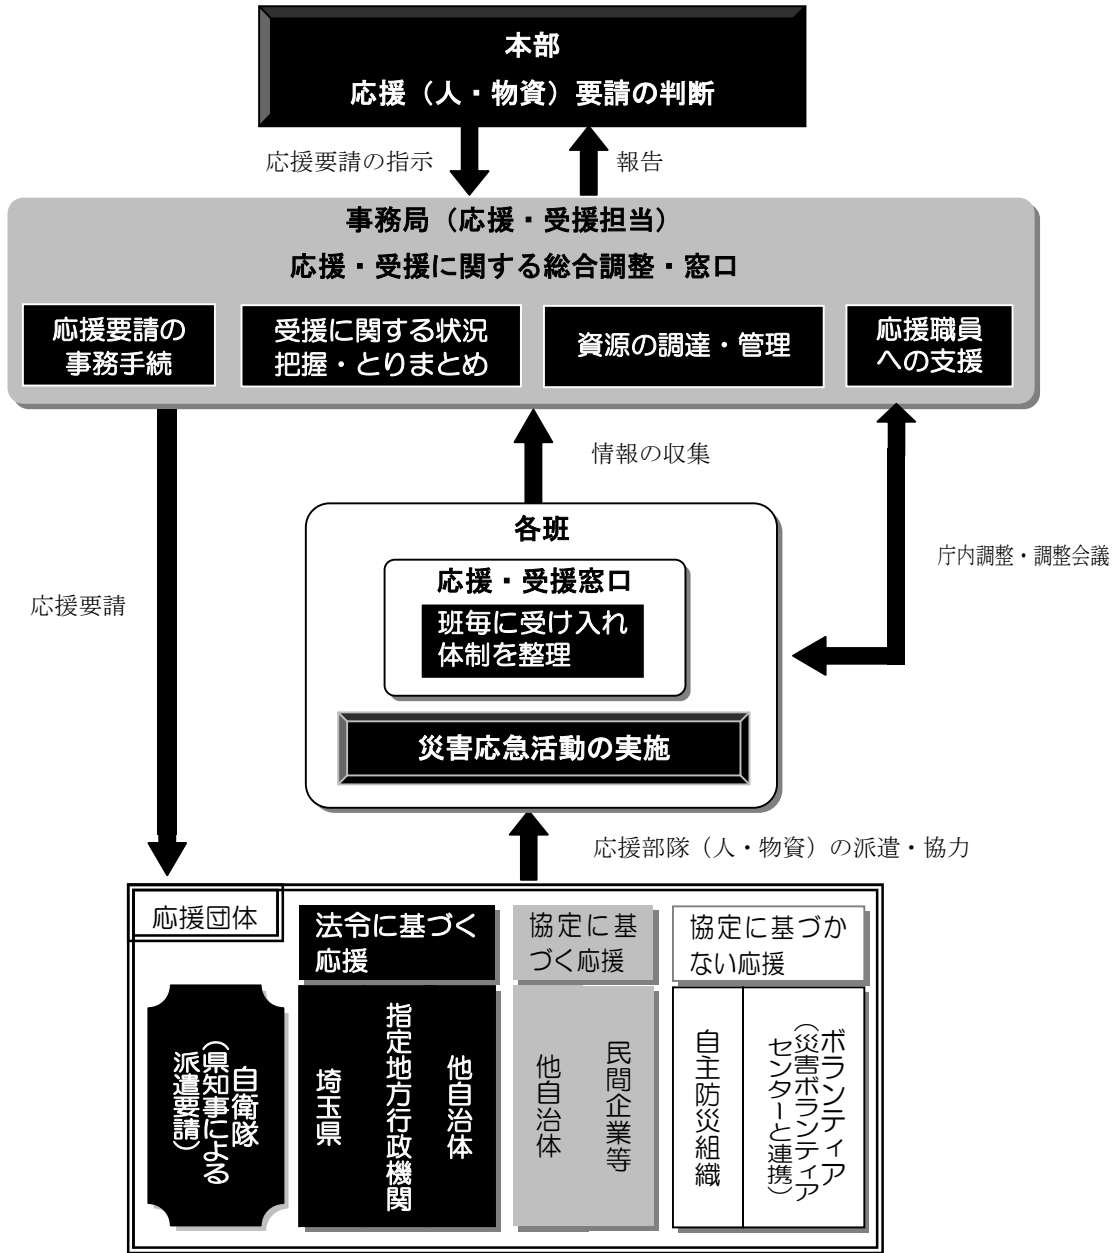 本部
応援（人・物資）要請の判断
応援要請の指示
報告
事務局（応援・受援担当）
応援・受援に関する総合調整・窓口
応援要請の
事務手続
受援に関する状況
把握・とりまとめ
資源の調達・管理
応援職員
への支援
情報の収集
各班
応援・受援窓口
班毎に受け入れ
体制を整理
災害応急活動の実施
庁内調整・調整会議
応援要請
応援部隊（人・物資）の派遣・協力
応援団体
自衛隊
（県知事による
派遣要請）
法令に基づく
応援
埼玉県
指定地方行政機関
他自治体
協定に基
づく応援
他自治体
民間企業等
協定に基づか
ない応援
自主防災組織
ボランティア
（災害ボランティア
センターと連携）